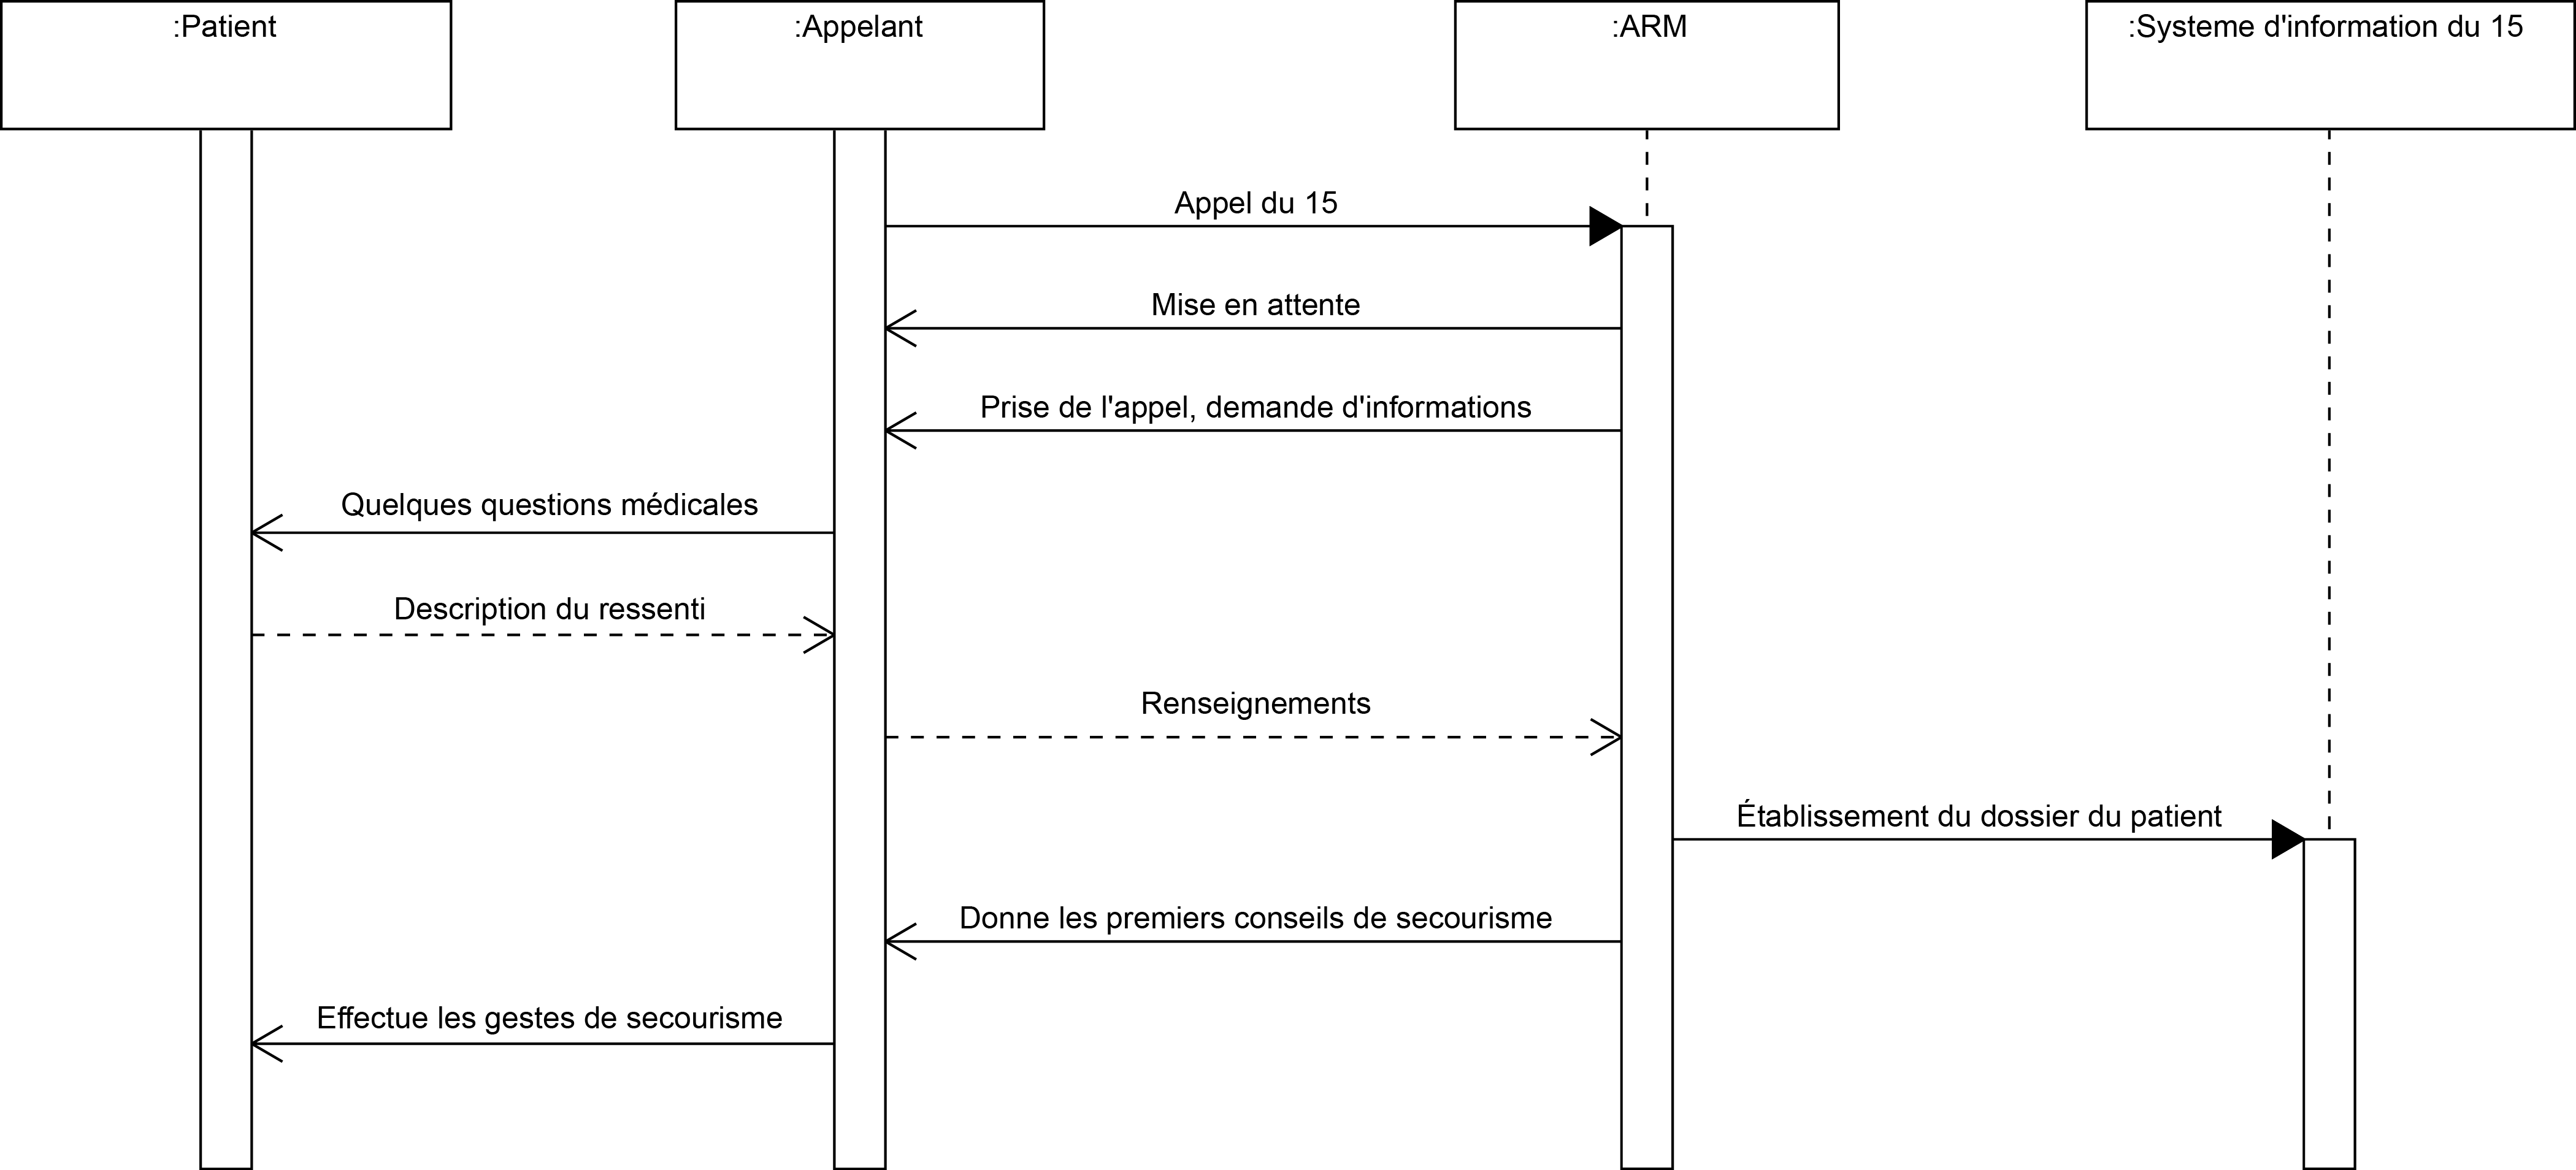 :Patient
:Appelant
:ARM
:Systeme d'information du 15
Appel du 15
Mise en attente
Prise de l'appel, demande d'informations
Quelques questions médicales
Description du ressenti
Renseignements
Établissement du dossier du patient
Donne les premiers conseils de secourisme
Effectue les gestes de secourisme